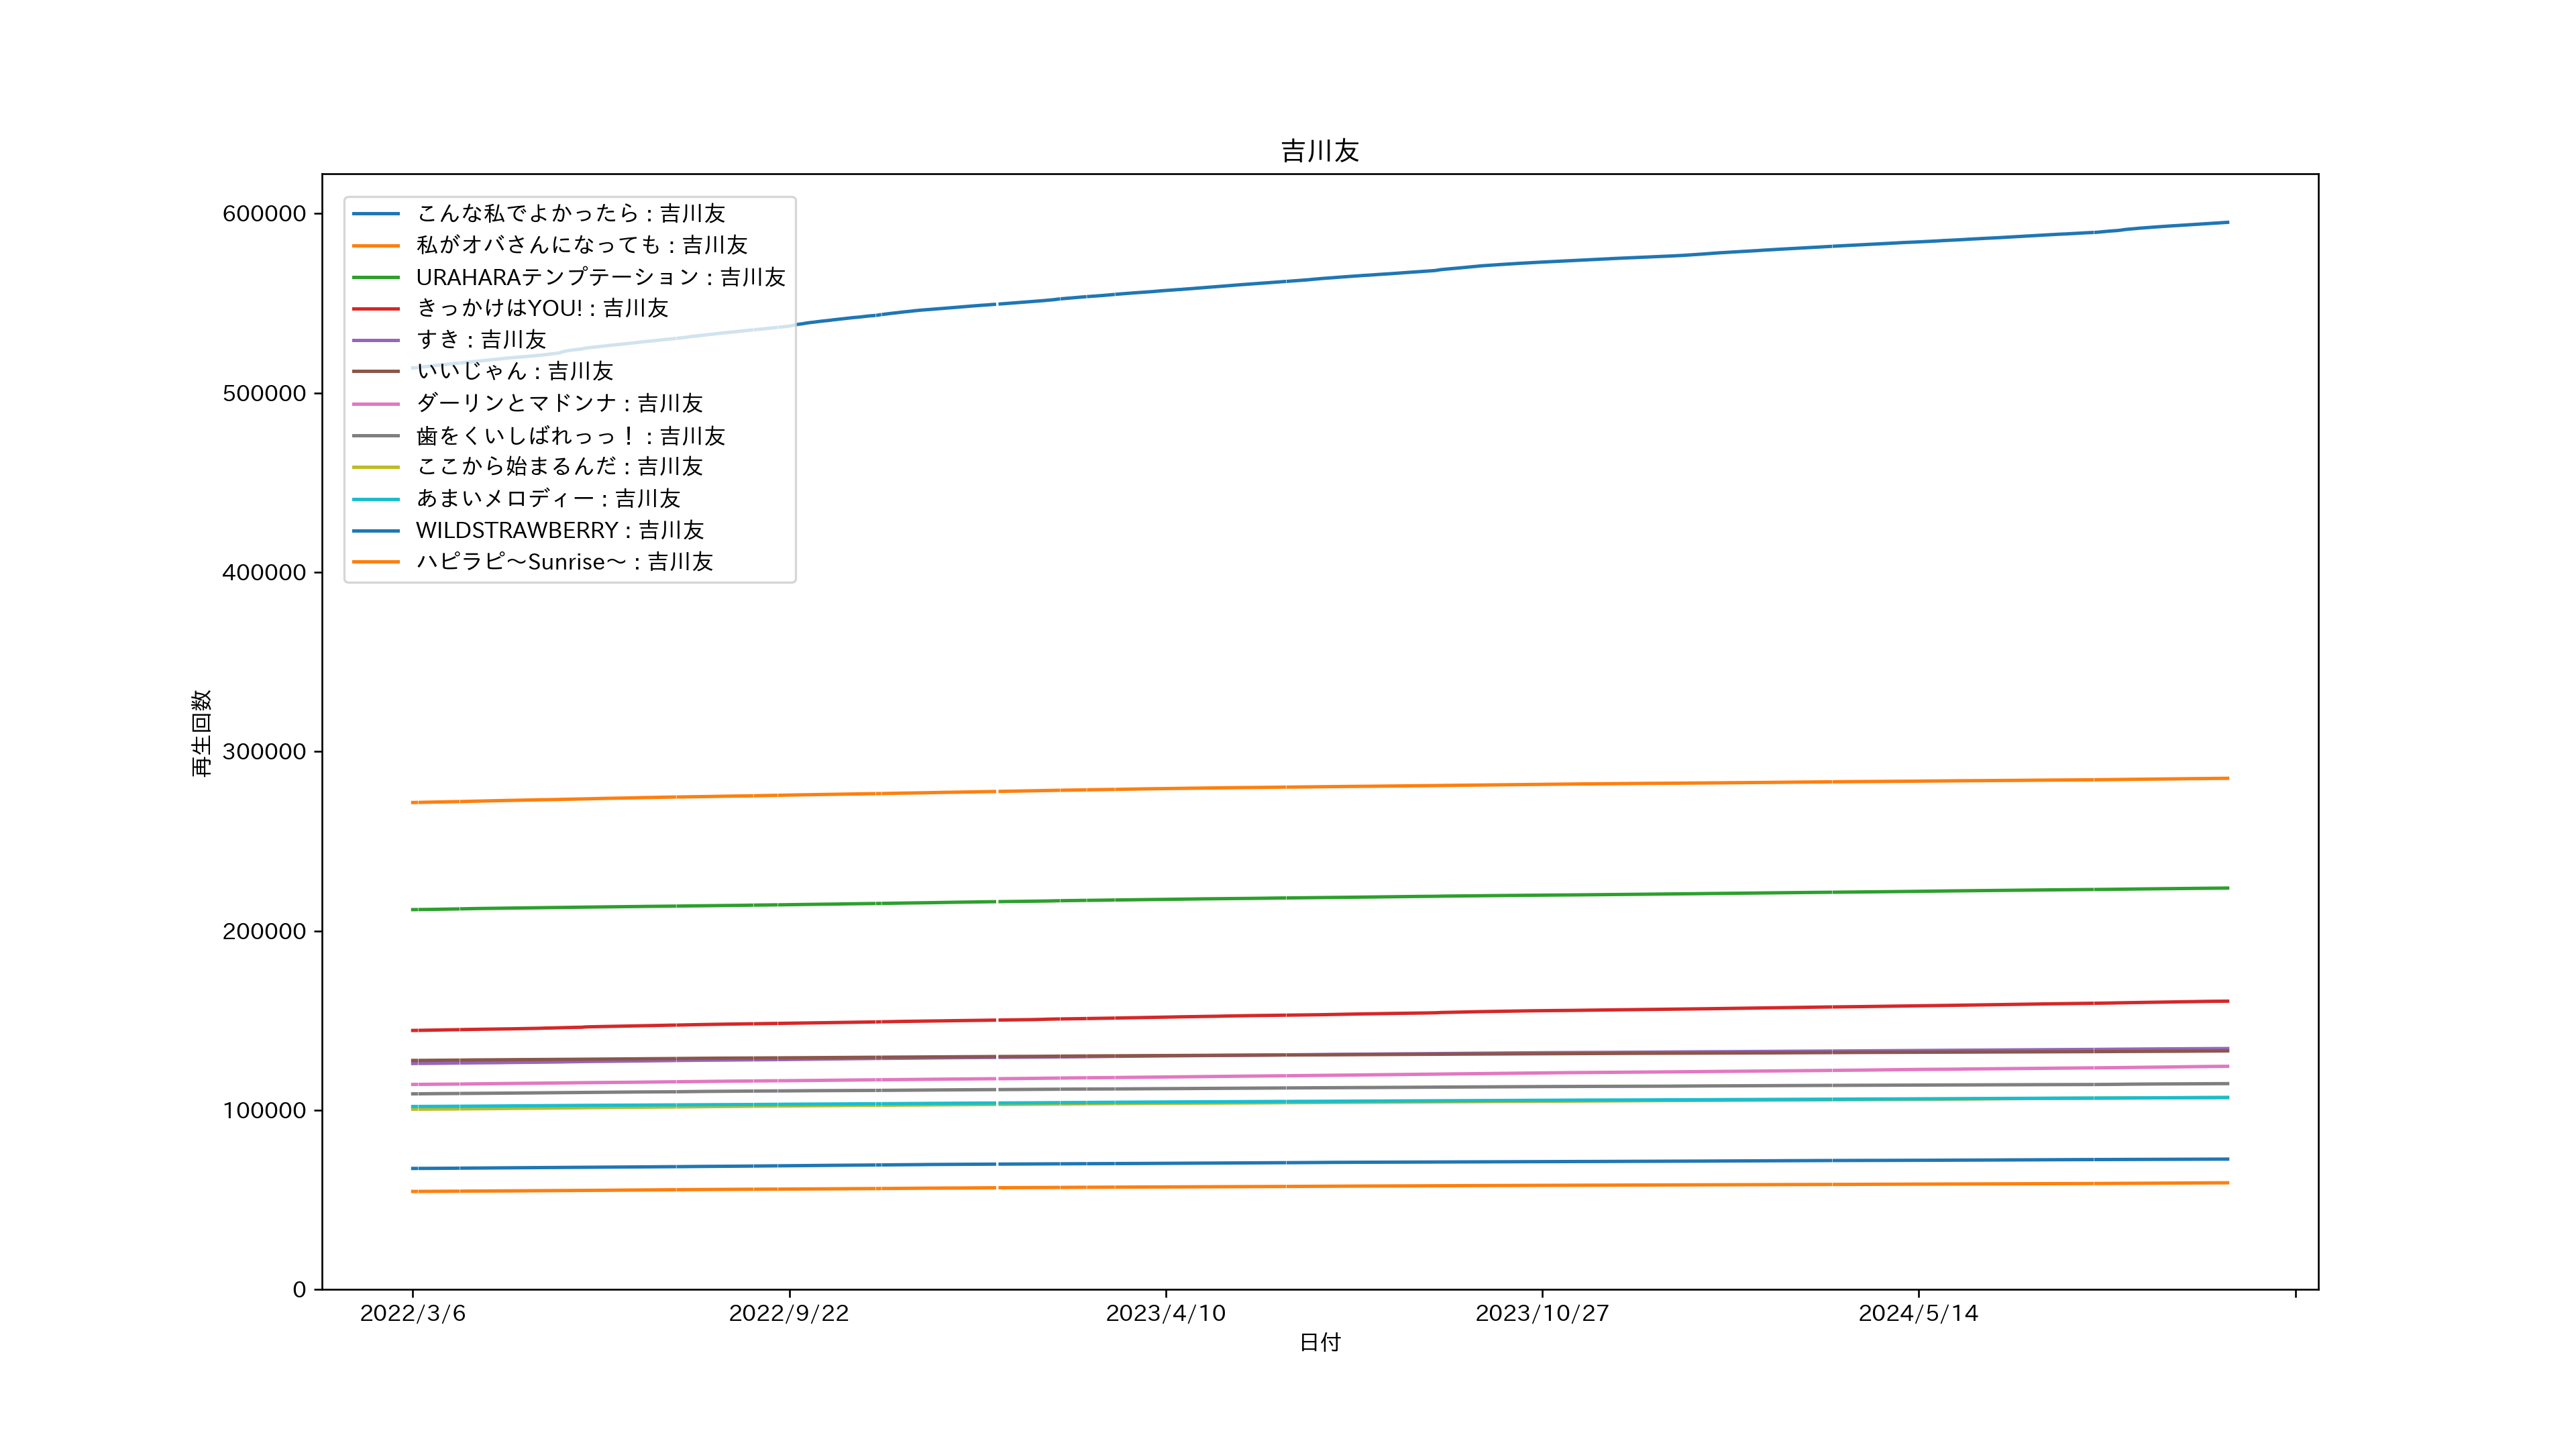 吉川友
600000
500000
400000
300000
200000
100000
0
再生回数
こんな私でよかったら : 吉川友
私がオバさんになっても : 吉川友
URAHARAテンプテーション : 吉川友
きっかけはYOU! : 吉川友
すき : 吉川友
いいじゃん : 吉川友
ダーリンとマドンナ : 吉川友
歯をくいしばれっっ！ : 吉川友
ここから始まるんだ : 吉川友
あまいメロディー : 吉川友
WILDSTRAWBERRY : 吉川友
ハピラピ〜Sunrise〜 : 吉川友
2022/3/6
2022/9/22
2023/4/10
2023/10/27
2024/5/14
日付